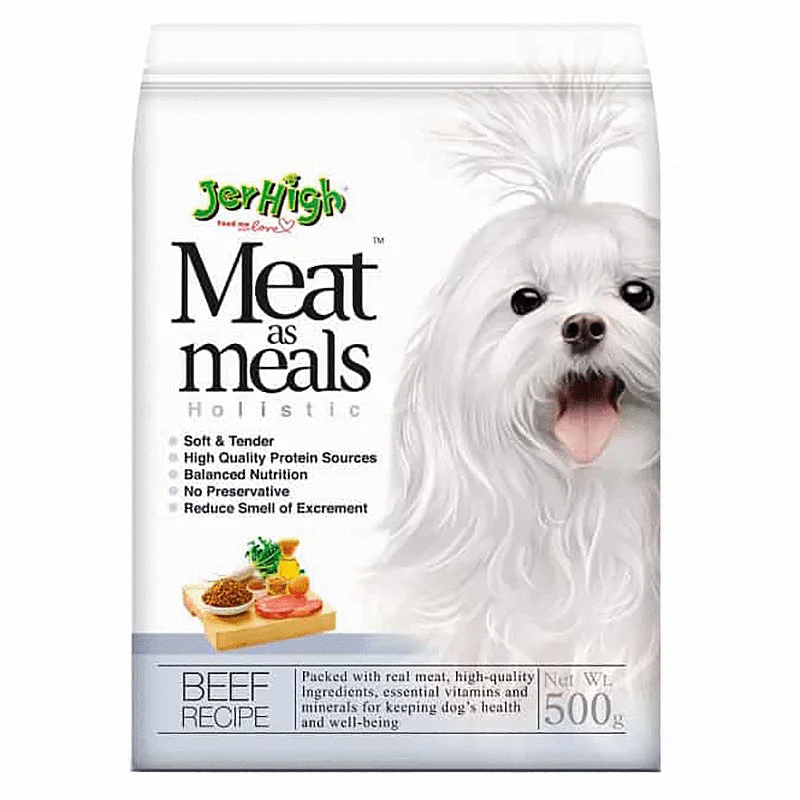 JerHigh®
Feed me with love
Meat™
as
meals
Holistic
Soft & Tender
High Quality Protein Sources
Balanced Nutrition
No Preservative
Reduce Smell of Excrement
BEEF
RECIPE
Packed with real meat, high-quality
Ingredients, essential vitamins and
minerals for keeping dog's health
and well-being
Net Wt.
500g